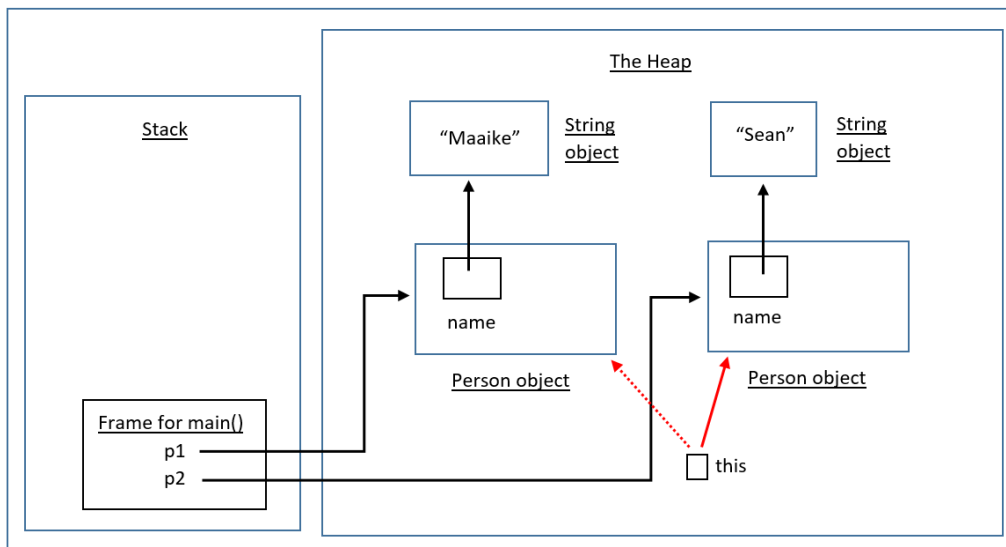 The Heap
Stack
“Maaike”
String
object
“Sean”
String
object
name
name
Person object
Person object
Frame for main()
p1
p2
this